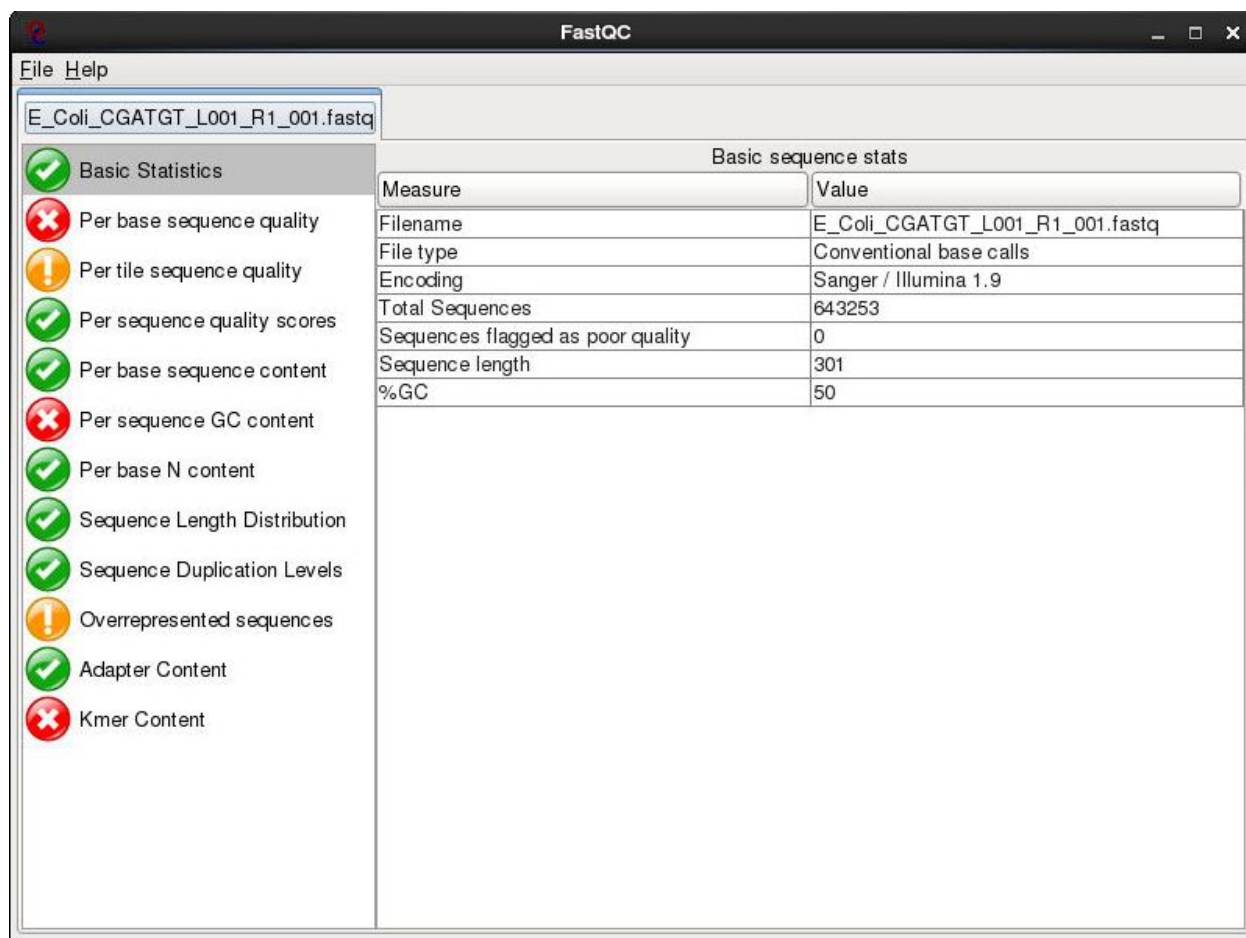 FastQC
File Help
E_Coli_CGATGT_L001_R1_001.fastq
Basic Statistics
Per base sequence quality
Per tile sequence quality
Per sequence quality scores
Per base sequence content
Per sequence GC content
Per base N content
Sequence Length Distribution
Sequence Duplication Levels
Overrepresented sequences
Adapter Content
Kmer Content
Basic sequence stats
Measure Value
Filename E_Coli_CGATGT_L001_R1_001.fastq
File type Conventional base calls
Encoding Sanger / Illumina 1.9
Total Sequences 643253
Sequences flagged as poor quality 0
Sequence length 301
%GC 50